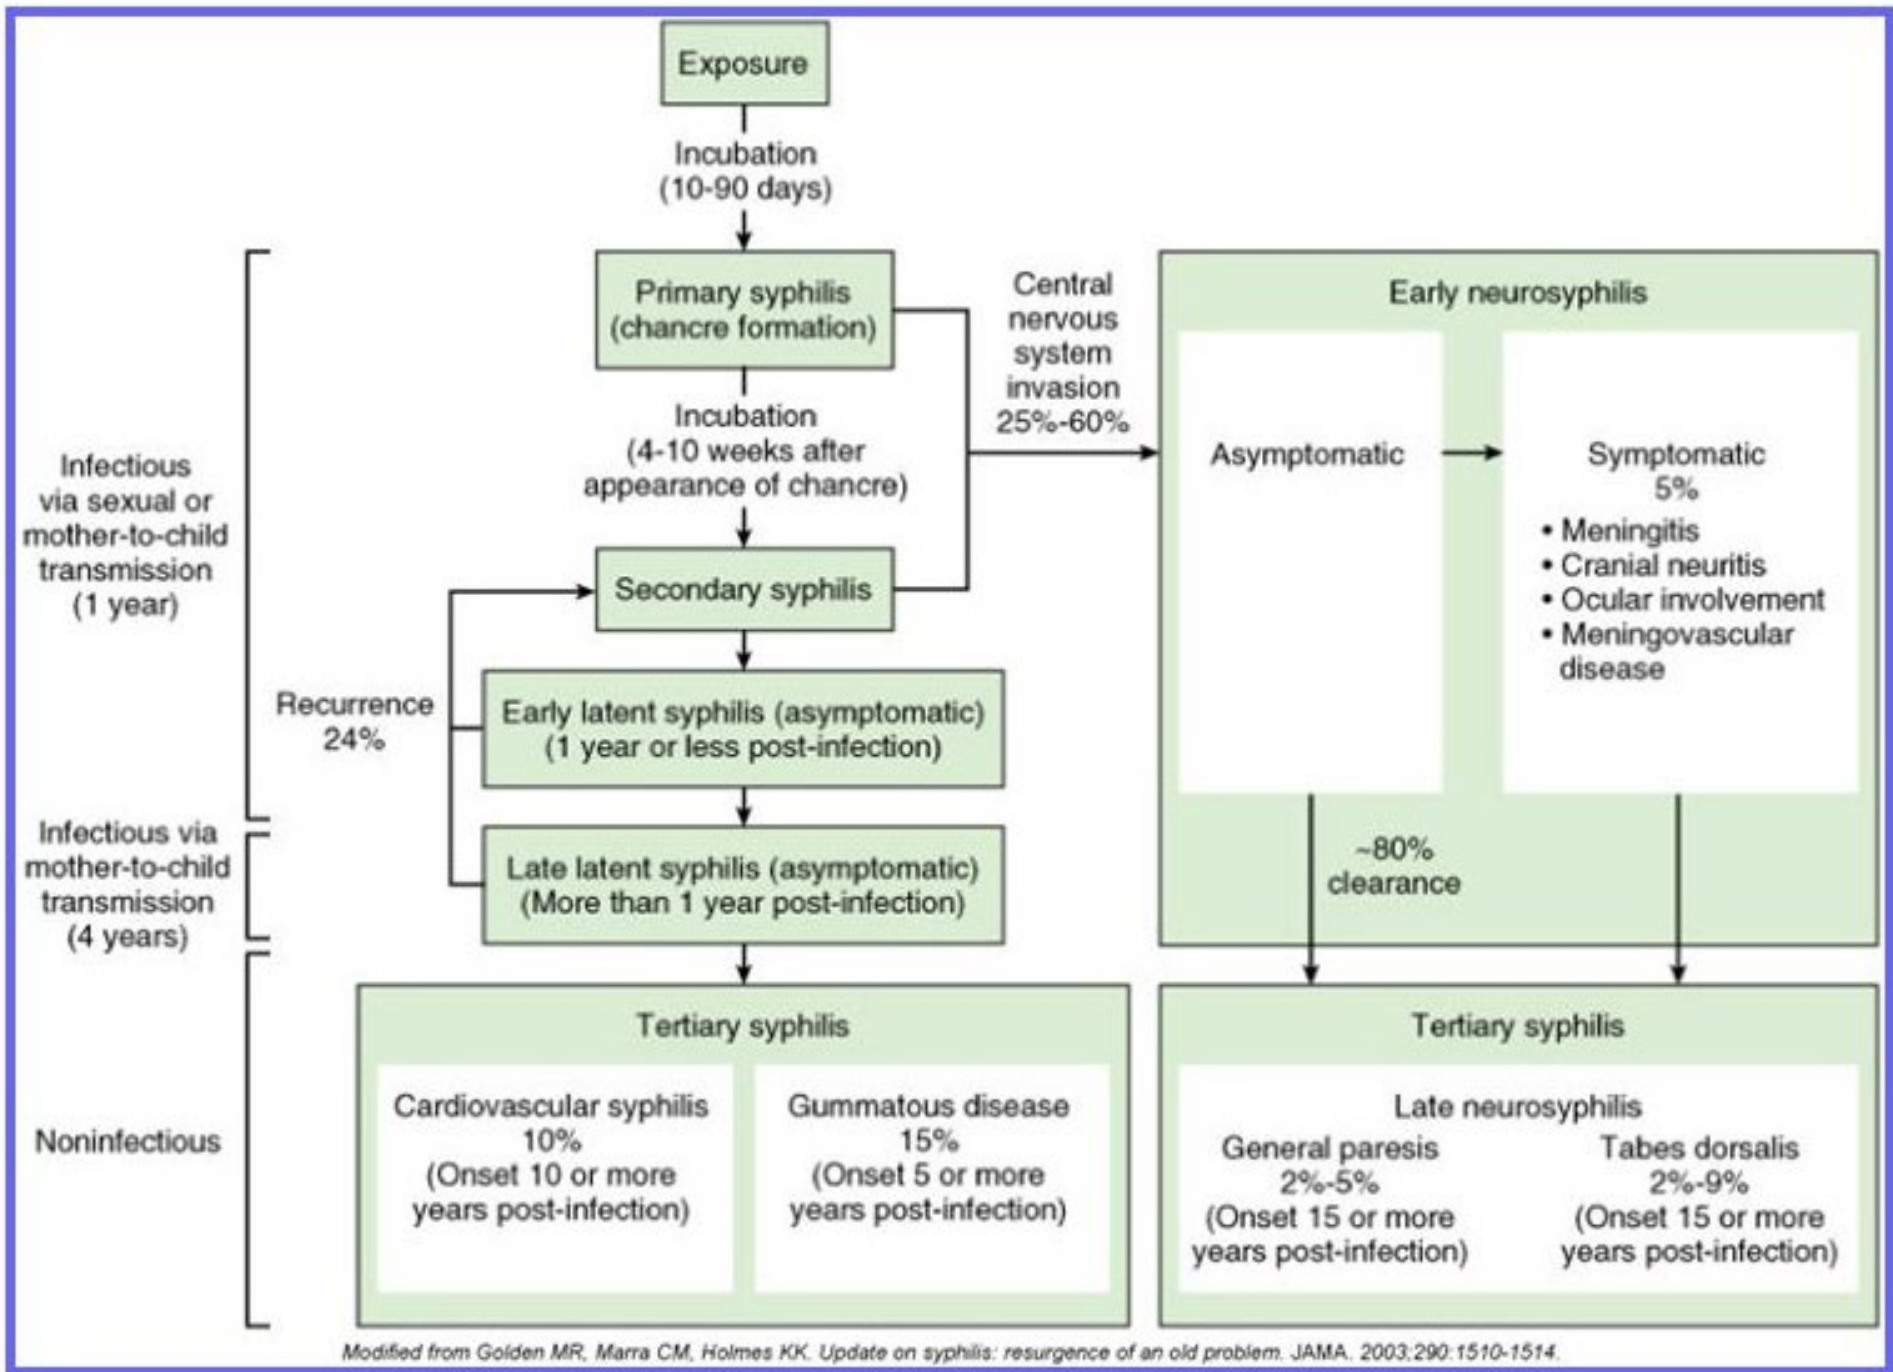 Exposure
Incubation
(10-90 days)
Primary syphilis
(chancre formation)
Incubation
(4-10 weeks after
appearance of chancre)
Secondary syphilis
Early latent syphilis (asymptomatic)
(1 year or less post-infection)
Late latent syphilis (asymptomatic)
(More than 1 year post-infection)
Recurrence
24%
Infectious
via sexual or
mother-to-child
transmission
(1 year)
Infectious via
mother-to-child
transmission
(4 years)
Noninfectious
Central
nervous
system
invasion
25%-60%
Early neurosyphilis
Asymptomatic
Symptomatic
5%
• Meningitis
• Cranial neuritis
• Ocular involvement
• Meningovascular
disease
~80%
clearance
Tertiary syphilis
Cardiovascular syphilis
10%
(Onset 10 or more
years post-infection)
Gummatous disease
15%
(Onset 5 or more
years post-infection)
Tertiary syphilis
Late neurosyphilis
General paresis
2%-5%
(Onset 15 or more
years post-infection)
Tabes dorsalis
2%-9%
(Onset 15 or more
years post-infection)
Modified from Golden MR, Marra CM, Holmes KK. Update on syphilis: resurgence of an old problem. JAMA. 2003;290:1510-1514.